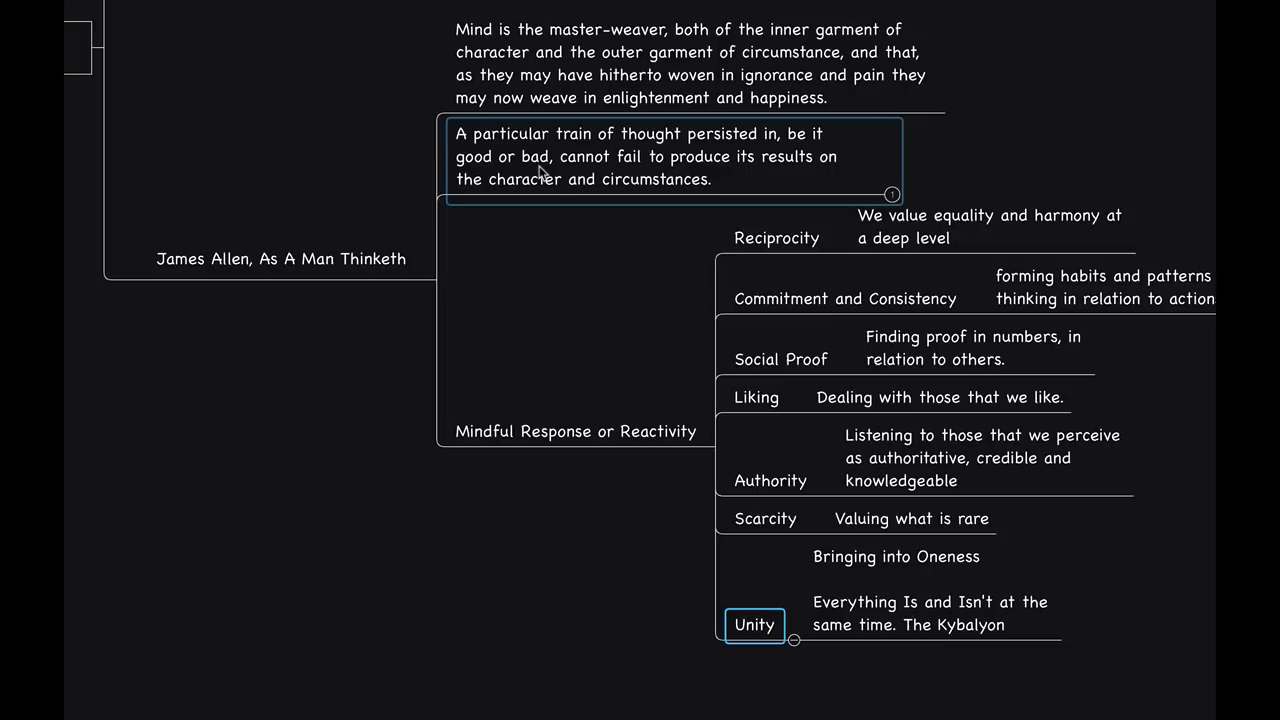 Mind is the master-weaver, both of the inner garment of
character and the outer garment of circumstance, and that,
as they may have hitherto woven in ignorance and pain they
may now weave in enlightenment and happiness.
A particular train of thought persisted in, be it
good or bad, cannot fail to produce its results on
the character and circumstances.
1
James Allen, As A Man Thinketh
Mindful Response or Reactivity
Reciprocity
We value equality and harmony at
a deep level
Commitment and Consistency
forming habits and patterns
thinking in relation to action
Social Proof
Finding proof in numbers, in
relation to others.
Liking
Dealing with those that we like.
Authority
Listening to those that we perceive
as authoritative, credible and
knowledgeable
Scarcity
Valuing what is rare
Unity
Bringing into Oneness
Everything Is and Isn't at the
same time. The Kybalyon